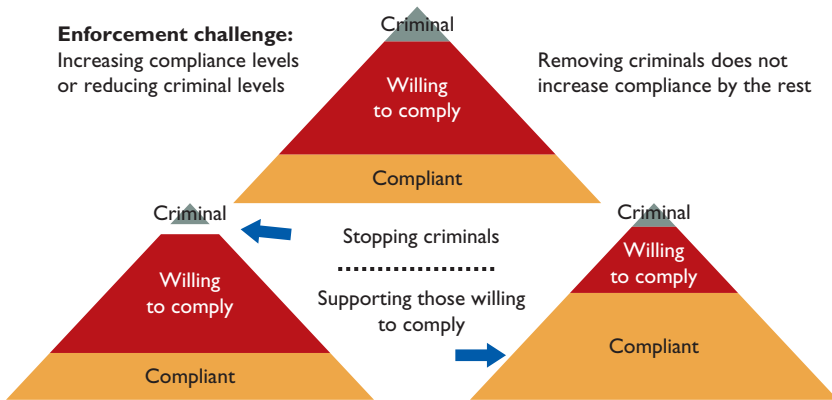 Enforcement challenge:
Increasing compliance levels
or reducing criminal levels
Criminal
Willing
to comply
Compliant
Removing criminals does not
increase compliance by the rest
Criminal
Willing
to comply
Compliant
Stopping criminals
Supporting those willing
to comply
Criminal
Willing
to comply
Compliant